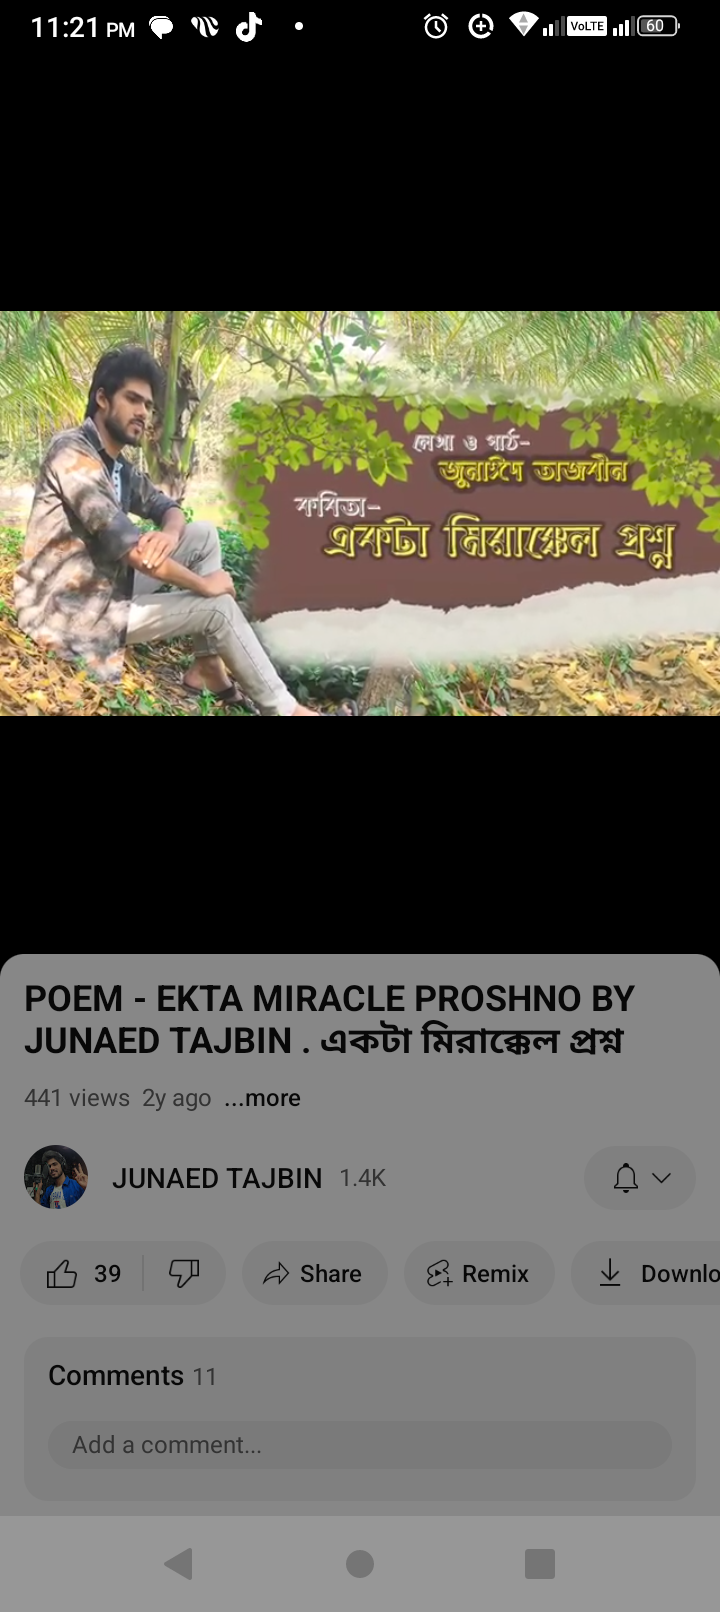 11:21 PM
VoLTE
60
লেখা ও পাঠ-
জুনাঈদ তাজবীন
কবিতা-
একটা মিরাক্কেল প্রশ্ন
POEM - EKTA MIRACLE PROSHNO BY
JUNAED TAJBIN . একটা মিরাক্কেল প্রশ্ন
441 views 2y ago ...more
JUNAED TAJBIN 1.4K
39 Share Remix Downlo
Comments 11
Add a comment...